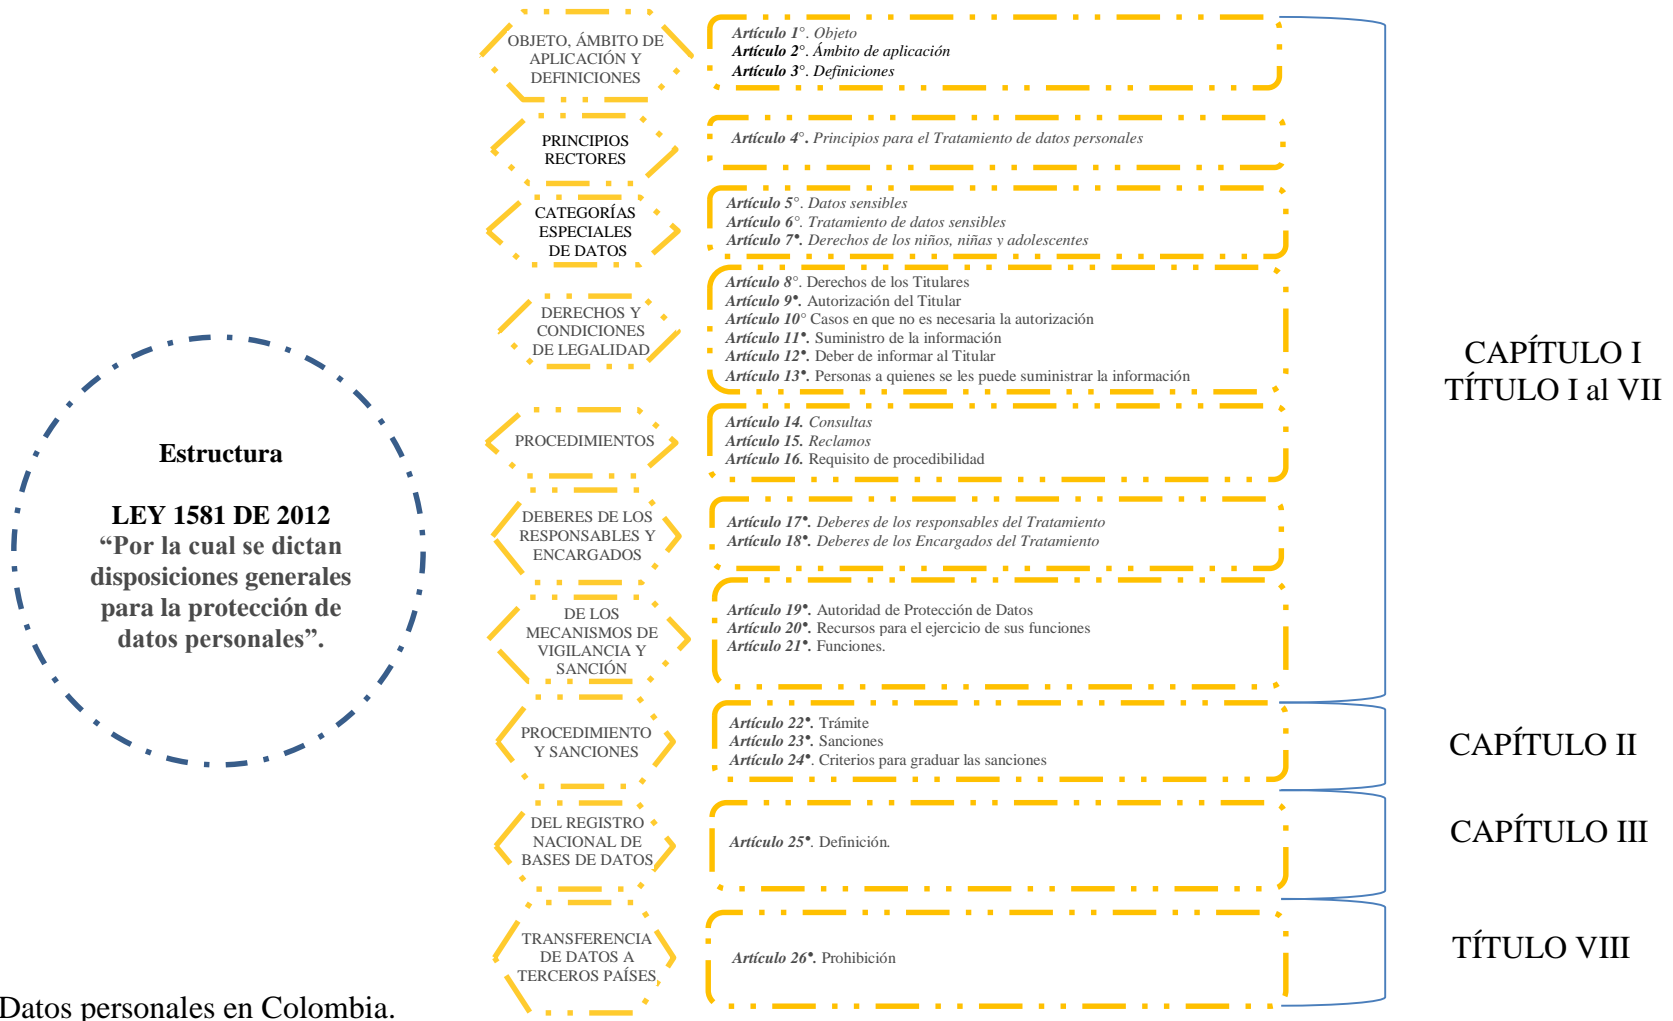 OBJETO, ÁMBITO DE
APLICACIÓN Y
DEFINICIONES
Artículo 1°. Objeto
Artículo 2°. Ámbito de aplicación
Artículo 3°. Definiciones
PRINCIPIOS
RECTORES
Artículo 4°. Principios para el Tratamiento de datos personales
CATEGORÍAS
ESPECIALES
DE DATOS
Artículo 5°. Datos sensibles
Artículo 6°. Tratamiento de datos sensibles
Artículo 7°. Derechos de los niños, niñas y adolescentes
DERECHOS Y
CONDICIONES
DE LEGALIDAD
Artículo 8°. Derechos de los Titulares
Artículo 9°. Autorización del Titular
Artículo 10° Casos en que no es necesaria la autorización
Artículo 11°. Suministro de la información
Artículo 12°. Deber de informar al Titular
Artículo 13°. Personas a quienes se les puede suministrar la información
CAPÍTULO I
TÍTULO I al VII
PROCEDIMIENTOS
Artículo 14. Consultas
Artículo 15. Reclamos
Artículo 16. Requisito de procedibilidad
Estructura
LEY 1581 DE 2012
“Por la cual se dictan
disposiciones generales
para la protección de
datos personales”.
DEBERES DE LOS
RESPONSABLES Y
ENCARGADOS
Artículo 17°. Deberes de los responsables del Tratamiento
Artículo 18°. Deberes de los Encargados del Tratamiento
DE LOS
MECANISMOS DE
VIGILANCIA Y
SANCIÓN
Artículo 19°. Autoridad de Protección de Datos
Artículo 20°. Recursos para el ejercicio de sus funciones
Artículo 21°. Funciones.
PROCEDIMIENTO
Y SANCIONES
Artículo 22°. Trámite
Artículo 23°. Sanciones
Artículo 24°. Criterios para graduar las sanciones
CAPÍTULO II
DEL REGISTRO
NACIONAL DE
BASES DE DATOS
Artículo 25°. Definición.
CAPÍTULO III
TRANSFERENCIA
DE DATOS A
TERCEROS PAÍSES
Artículo 26°. Prohibición
TÍTULO VIII
Datos personales en Colombia.